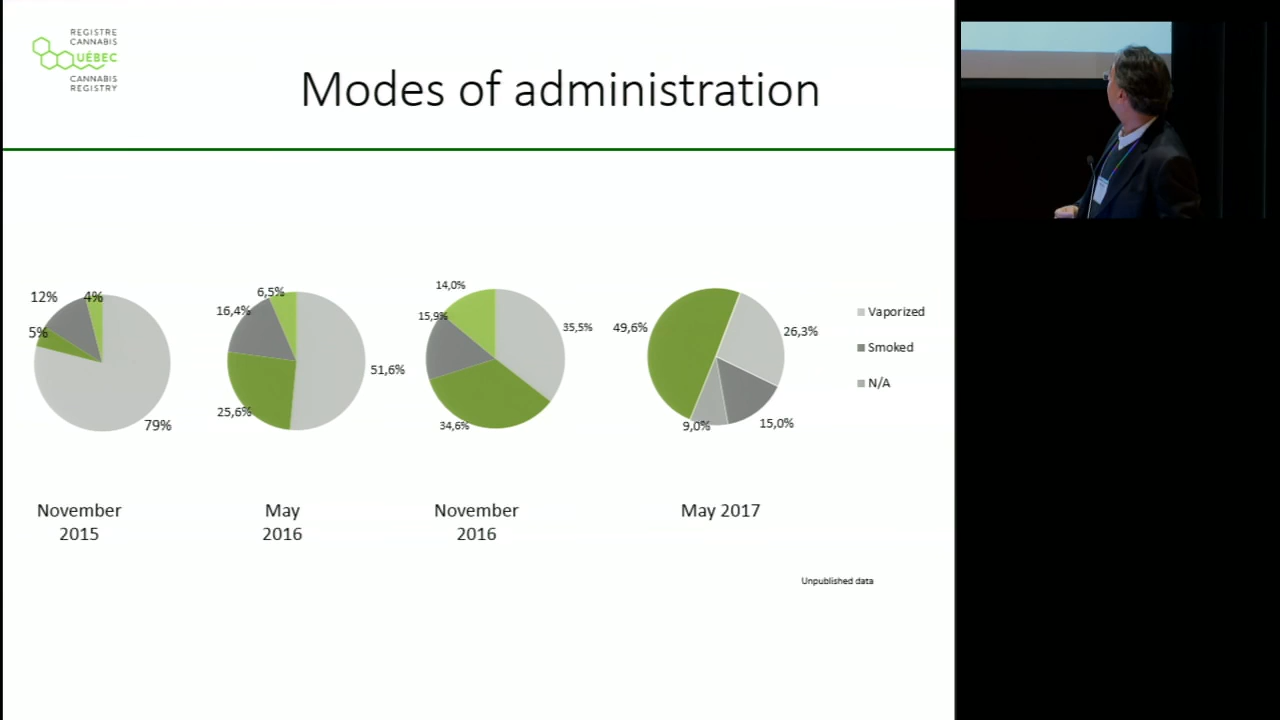 REGISTRE
CANNABIS
UÉBEC
CANNABIS
REGISTRY
Modes of administration
12%
4%
5%
79%
6,5%
16,4%
51,6%
25,6%
14,0%
15,9%
35,5%
34,6%
49,6%
26,3%
9,0%
15,0%
Vaporized
Smoked
N/A
November
2015
May
2016
November
2016
May 2017
Unpublished data